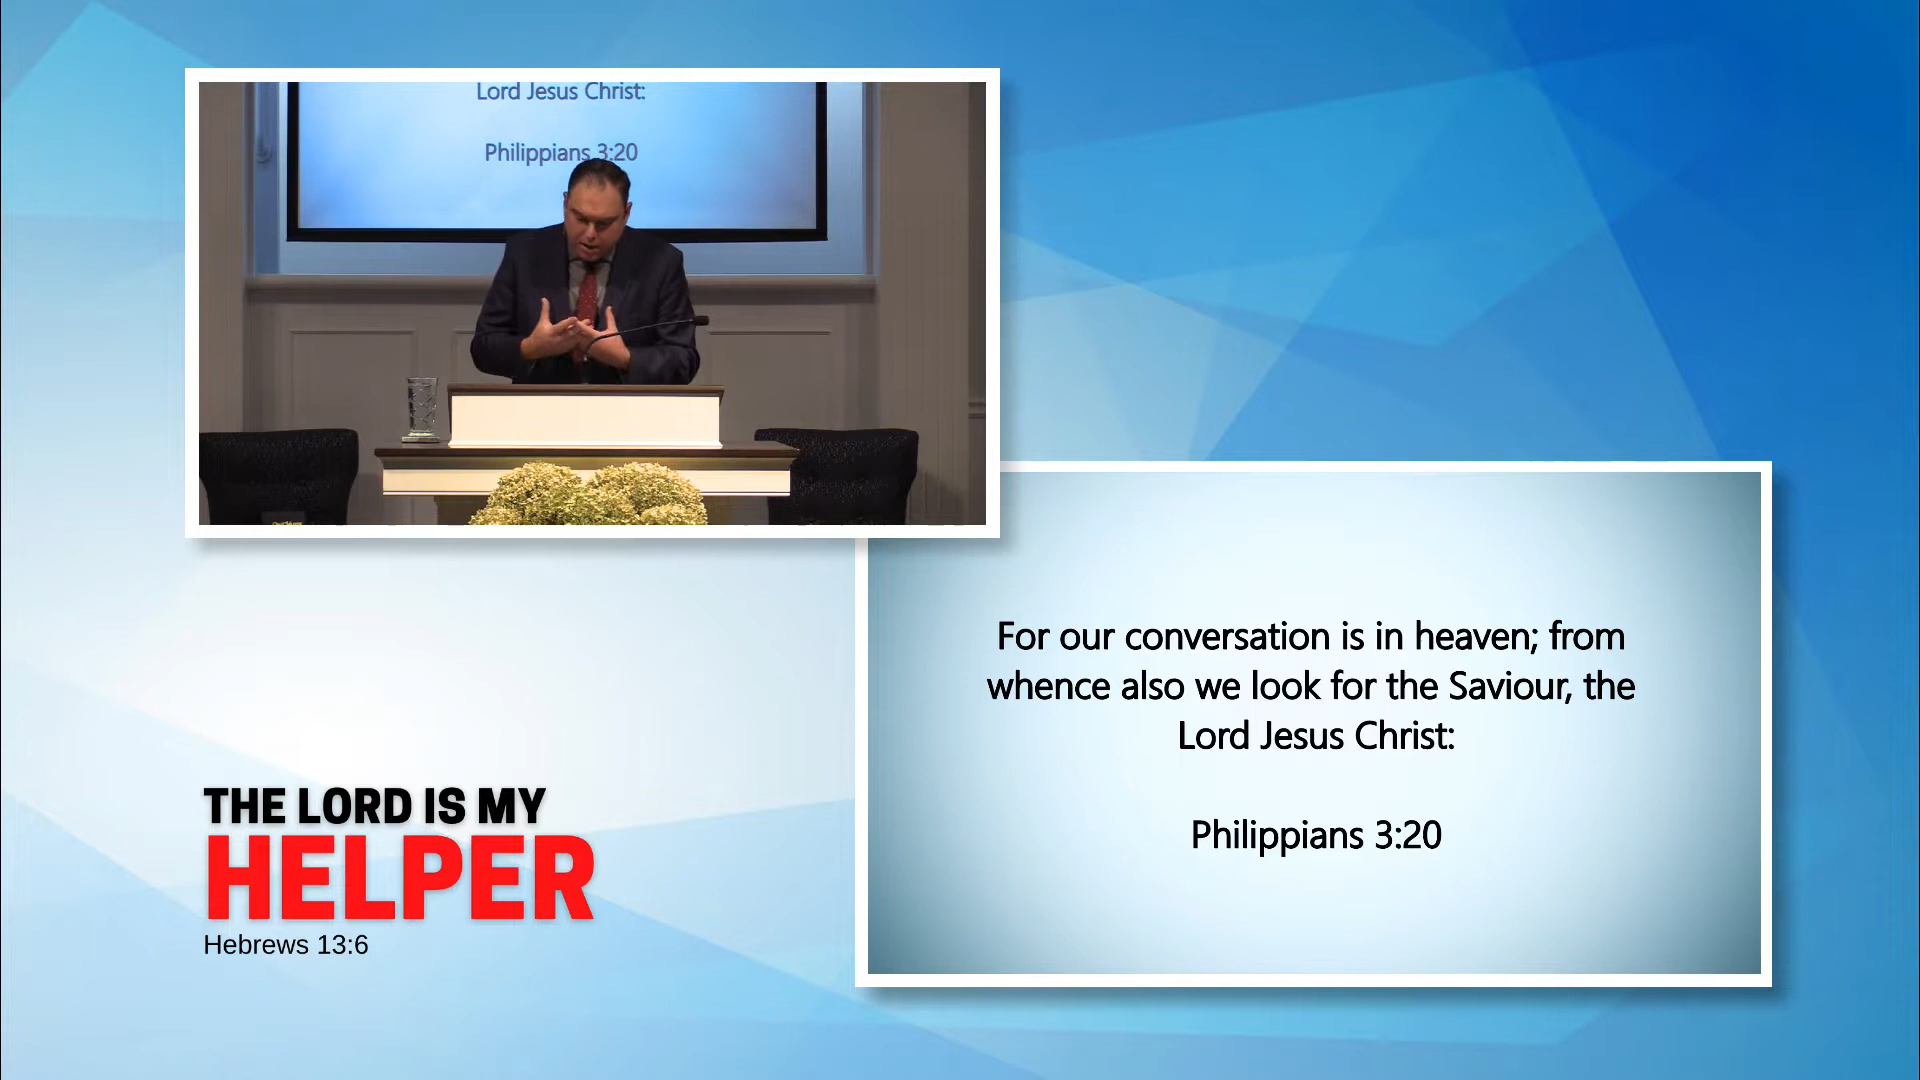 Lord Jesus Christ:
Philippians 3:20
For our conversation is in heaven; from
whence also we look for the Saviour, the
Lord Jesus Christ:
Philippians 3:20
THE LORD IS MY
HELPER
Hebrews 13:6